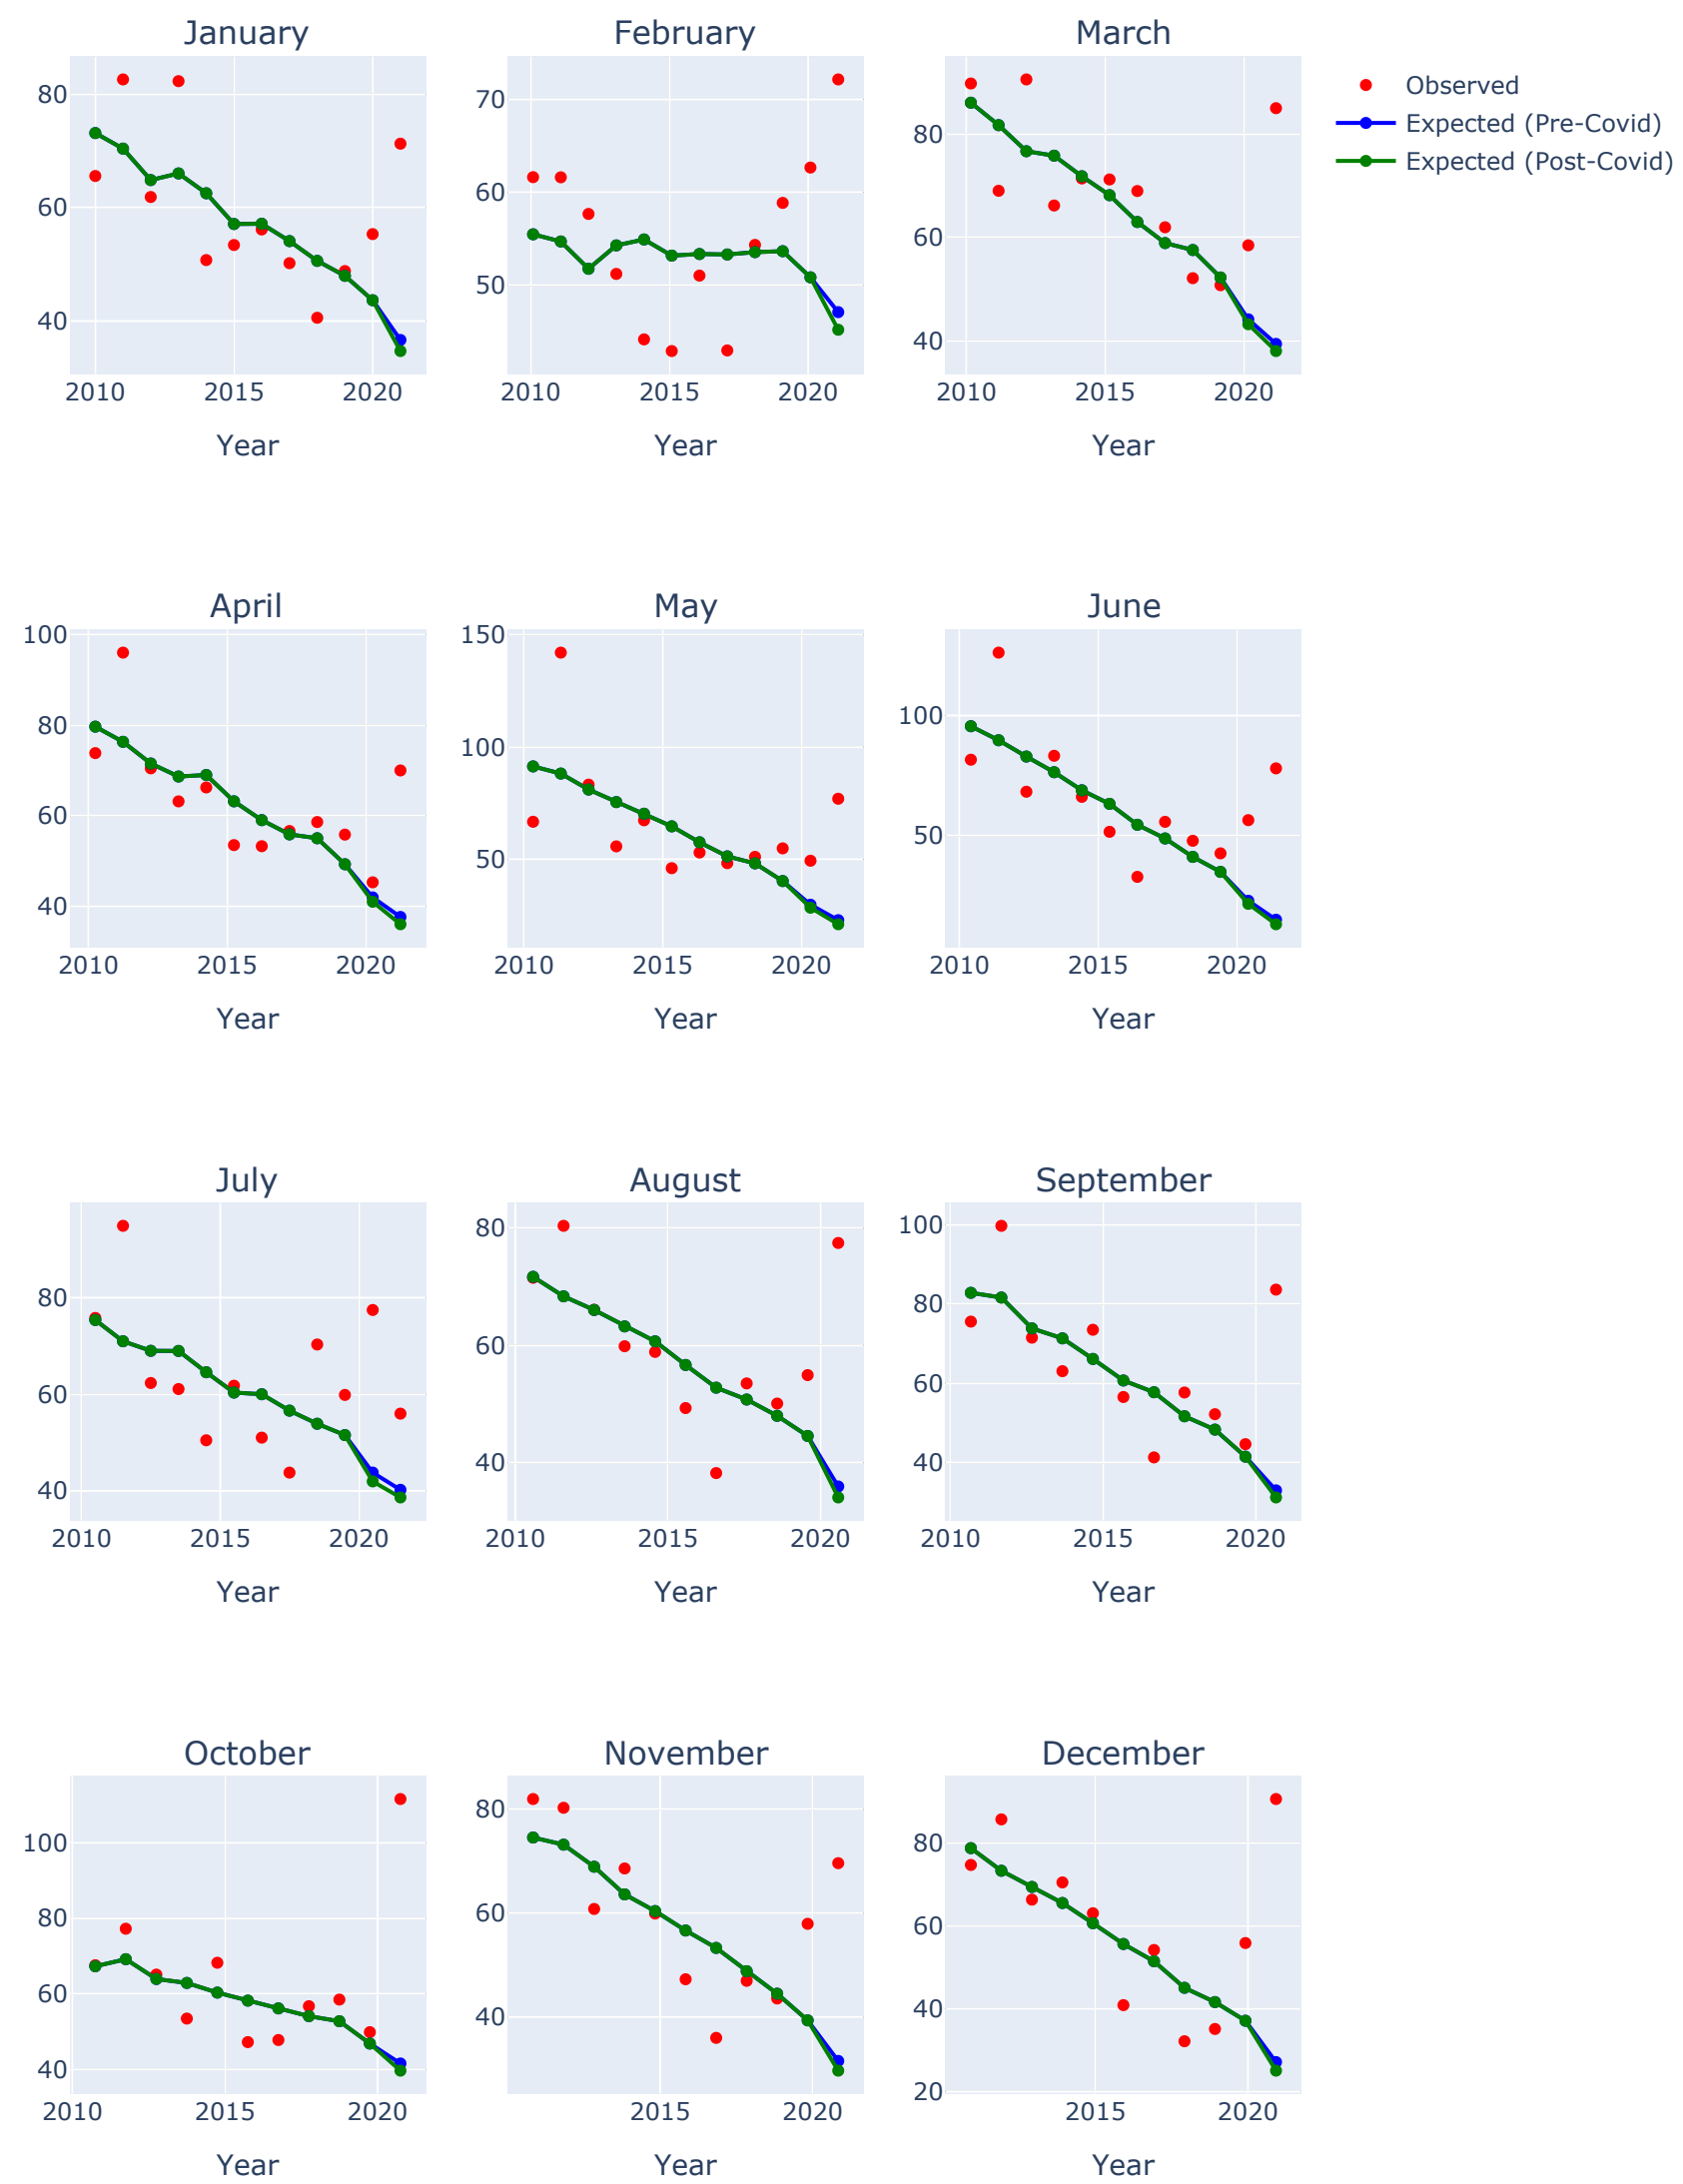 January
February
March
Observed
Expected (Pre-Covid)
Expected (Post-Covid)
80
60
40
2010 2015 2020
Year
70
60
50
2010 2015 2020
Year
80
60
40
2010 2015 2020
Year
April
May
June
100
80
60
40
2010 2015 2020
Year
150
100
50
2010 2015 2020
Year
100
50
2010 2015 2020
Year
July
August
September
80
60
40
2010 2015 2020
Year
80
60
40
2010 2015 2020
Year
100
80
60
40
2010 2015 2020
Year
October
November
December
100
80
60
40
2010 2015 2020
Year
80
60
40
2015 2020
Year
80
60
40
20
2015 2020
Year